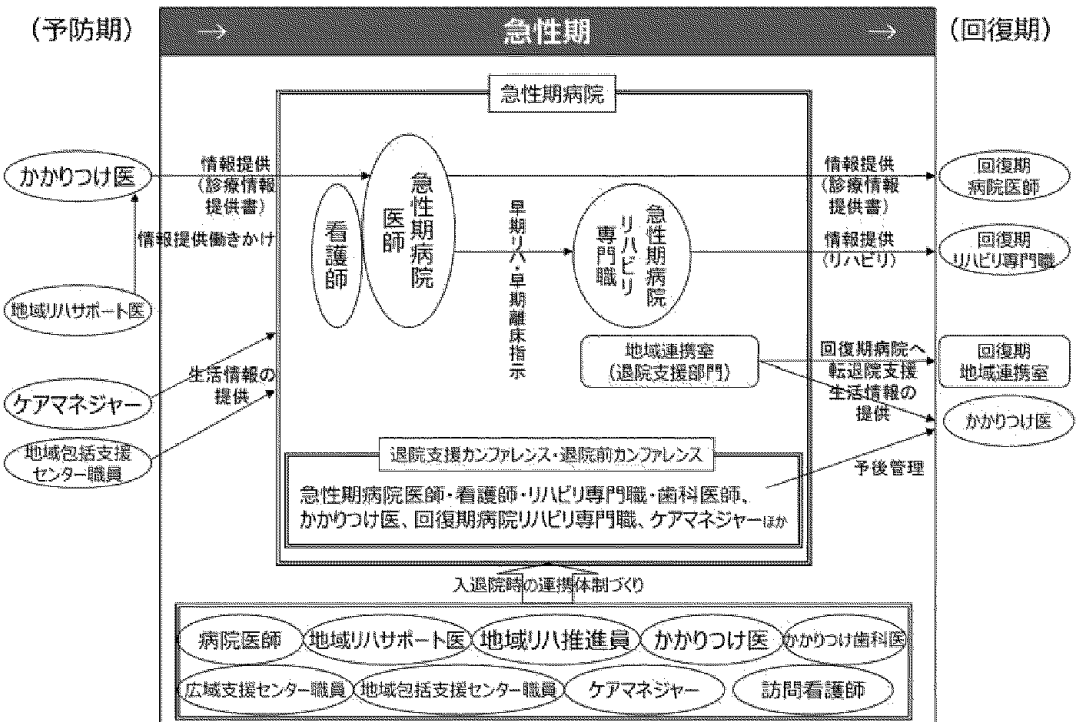 （予防期）
→ 急性期 →
（回復期）
急性期病院
かかりつけ医
情報提供
（診療情報
提供書）
看護師
急性期病院
医師
早期リハ・早期離床指示
急性期病院
リハビリ
専門職
情報提供
（診療情報
提供書）
回復期
病院医師
情報提供働きかけ
情報提供
（リハビリ）
回復期
リハビリ専門職
地域リハサポート医
地域連携室
（退院支援部門）
回復期病院へ
転退院支援
生活情報の
提供
回復期
地域連携室
生活情報の
提供
ケアマネジャー
かかりつけ医
地域包括支援
センター職員
退院支援カンファレンス・退院前カンファレンス
予後管理
急性期病院医師・看護師・リハビリ専門職・歯科医師、
かかりつけ医、回復期病院リハビリ専門職、ケアマネジャーほか
入退院時の連携体制づくり
病院医師 地域リハサポート医 地域リハ推進員 かかりつけ医 かかりつけ歯科医
広域支援センター職員 地域包括支援センター職員 ケアマネジャー 訪問看護師